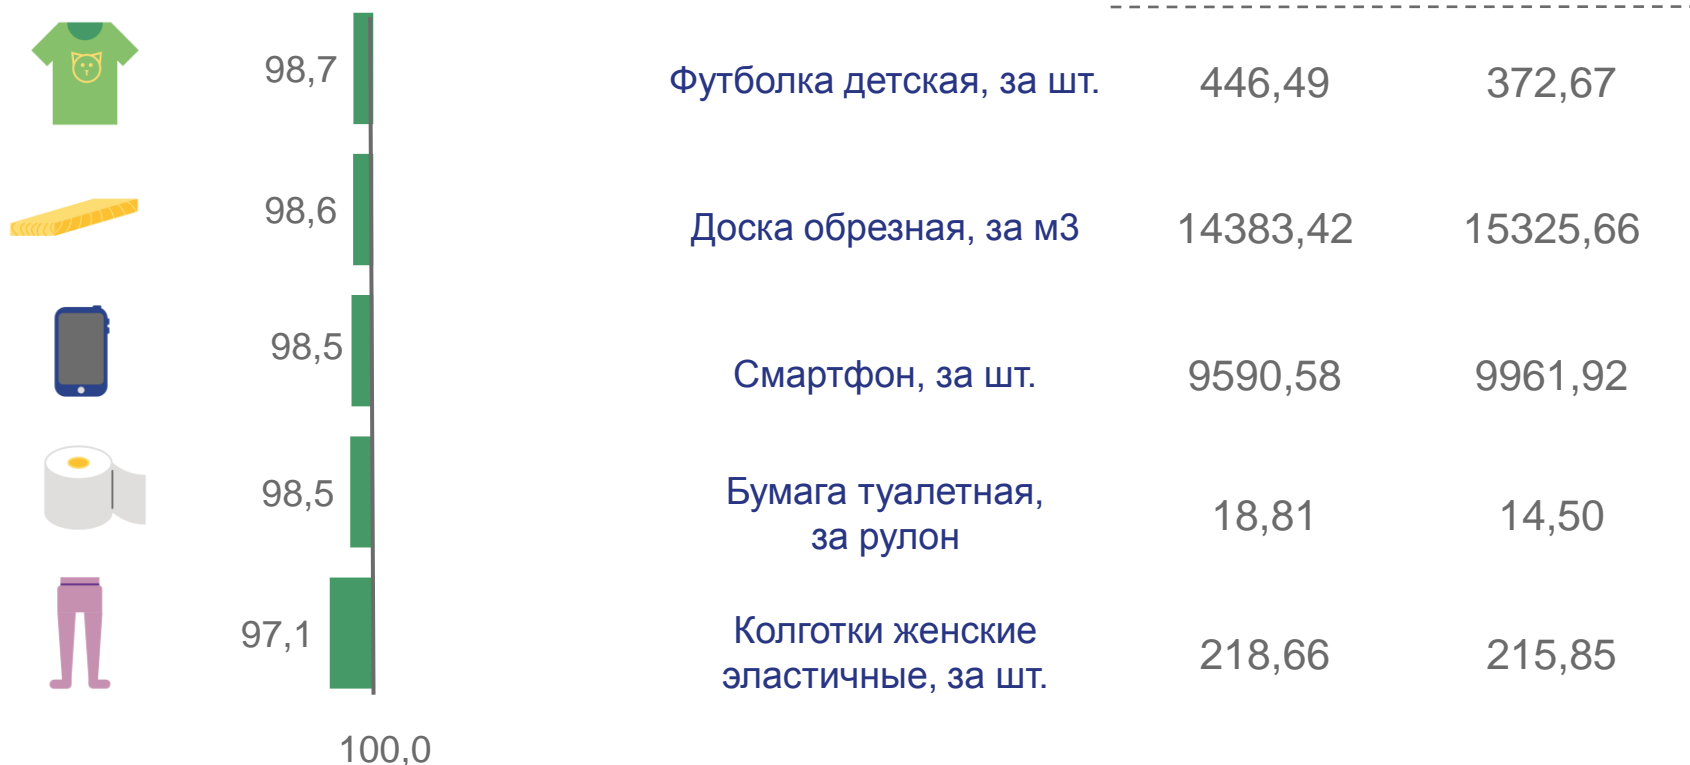 98,7
Футболка детская, за шт.
446,49
372,67
98,6
Доска обрезная, за м3
14383,42
15325,66
98,5
Смартфон, за шт.
9590,58
9961,92
98,5
Бумага туалетная,
за рулон
18,81
14,50
97,1
Колготки женские
эластичные, за шт.
218,66
215,85
100,0